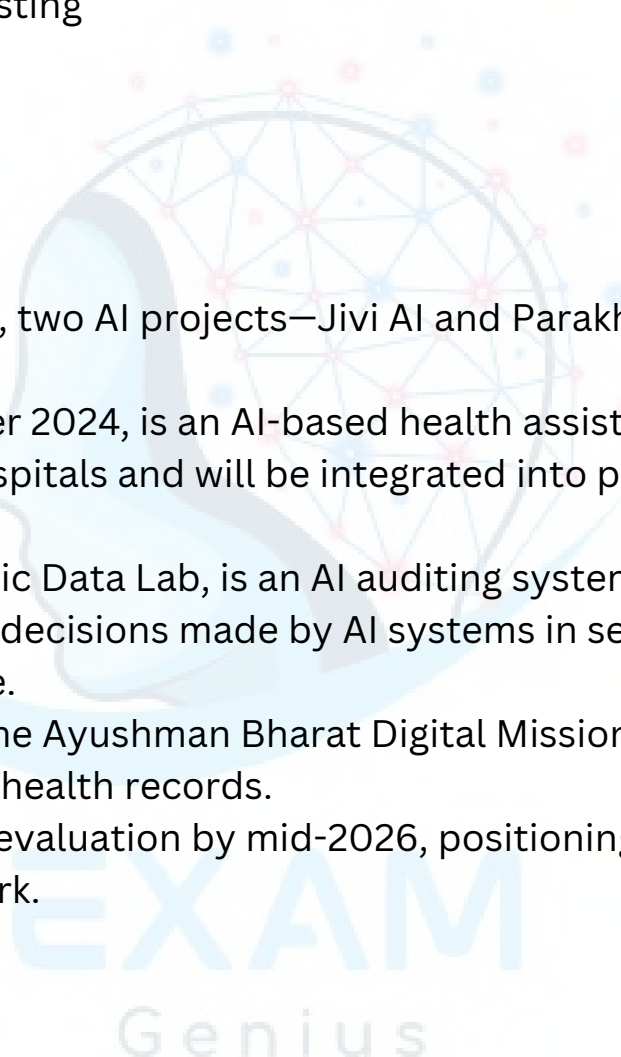 sting
, two AI projects—Jivi AI and Parakh
er 2024, is an AI-based health assist
spitals and will be integrated into p
ic Data Lab, is an AI auditing system
decisions made by AI systems in se
e.
he Ayushman Bharat Digital Mission
health records.
evaluation by mid-2026, positioning
rk.
EXAM
Genius